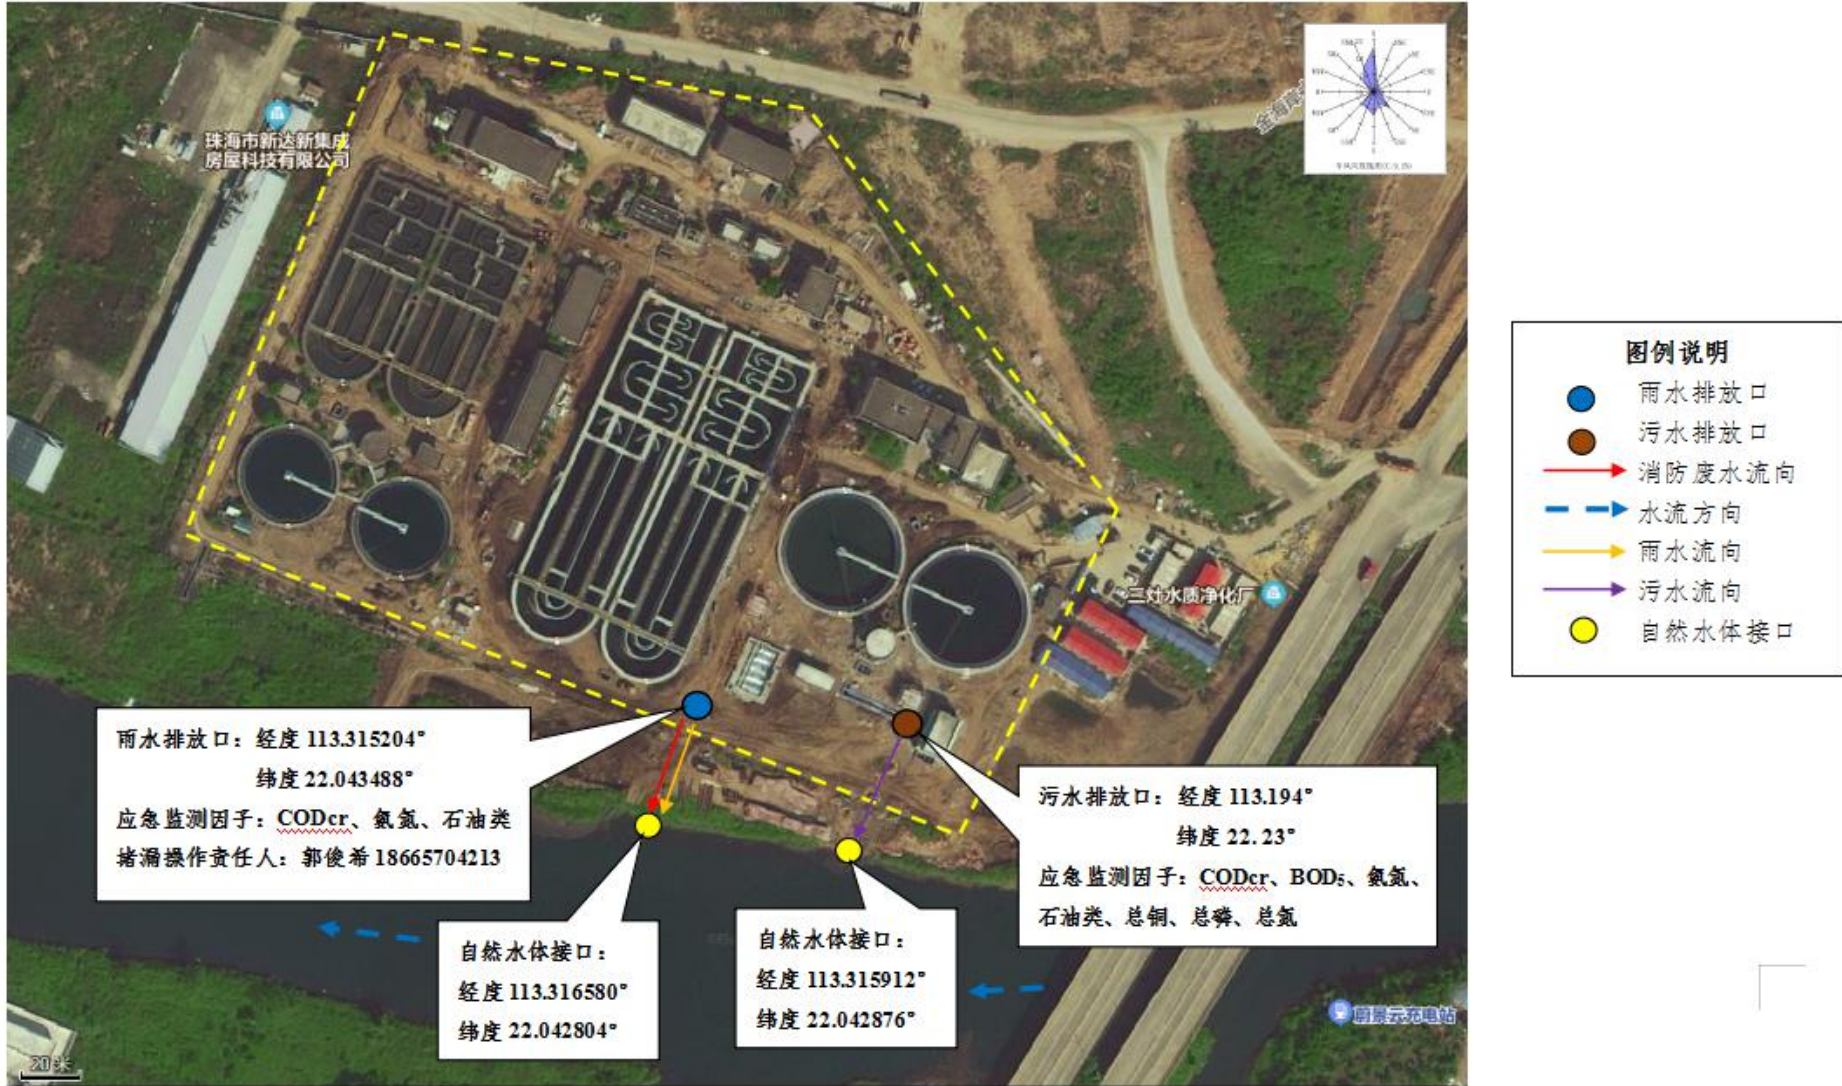 珠海市新达新集成
房屋科技有限公司
图例说明
雨水排放口
污水排放口
消防废水流向
水流方向
雨水流向
污水流向
自然水体接口
三灶水质净化厂
雨水排放口：经度 113.315204°
纬度 22.043488°
应急监测因子：CODcr、氨氮、石油类
堵漏操作责任人：郭俊希 18665704213
污水排放口：经度 113.194°
纬度 22.23°
应急监测因子：CODcr、BOD₅、氨氮、
石油类、总铜、总磷、总氮
自然水体接口：
经度 113.316580°
纬度 22.042804°
自然水体接口：
经度 113.315912°
纬度 22.042876°
蔚景云充电站
20 米